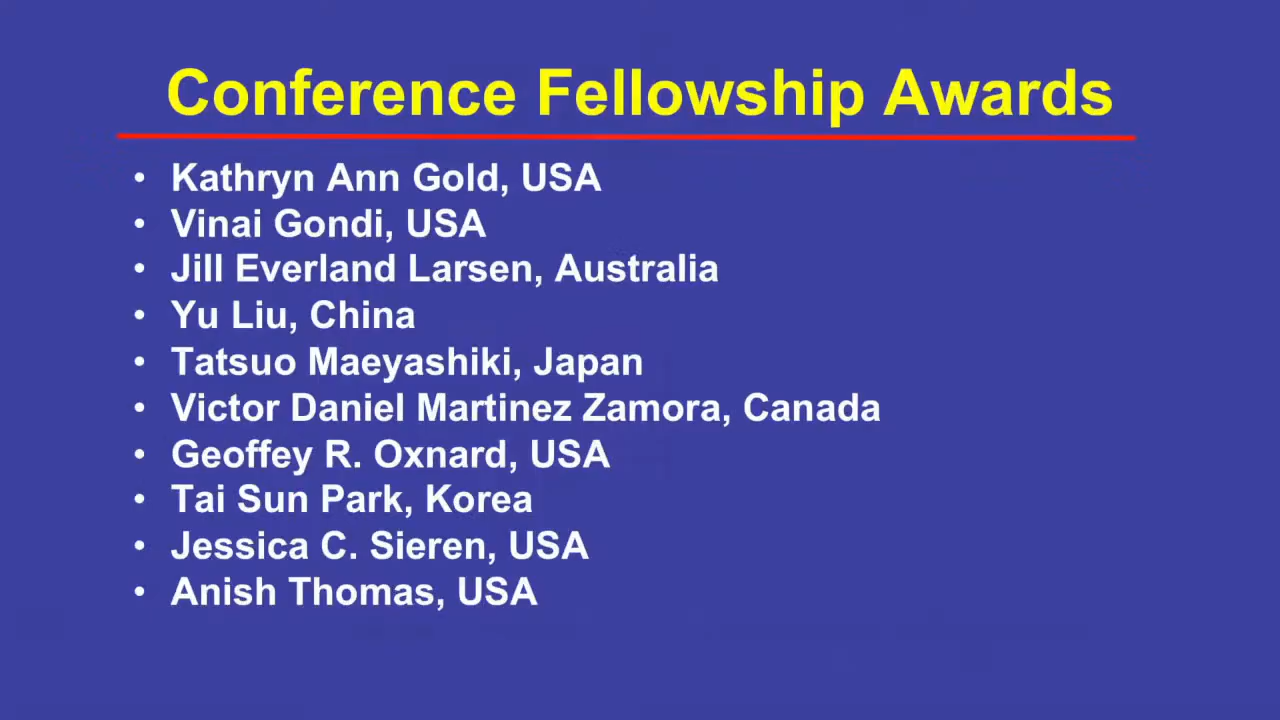 Conference Fellowship Awards
• Kathryn Ann Gold, USA
• Vinai Gondi, USA
• Jill Everland Larsen, Australia
• Yu Liu, China
• Tatsuo Maeyashiki, Japan
• Victor Daniel Martinez Zamora, Canada
• Geoffey R. Oxnard, USA
• Tai Sun Park, Korea
• Jessica C. Sieren, USA
• Anish Thomas, USA